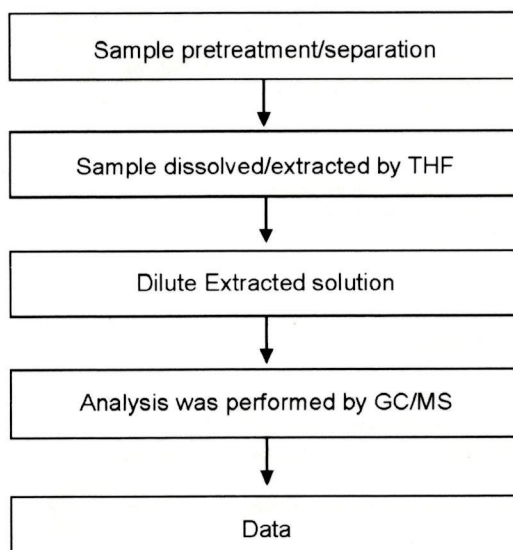 Sample pretreatment/separation
Sample dissolved/extracted by THF
Dilute Extracted solution
Analysis was performed by GC/MS
Data